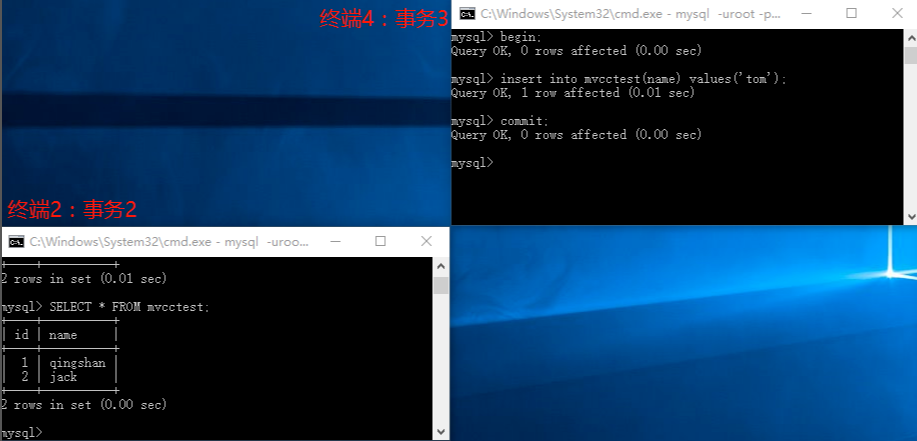 终端4：事务3
C:\Windows\System32\cmd.exe - mysql  -uroot -p...
mysql> begin;
Query OK, 0 rows affected (0.00 sec)
mysql> insert into mvcctest(name) values('tom');
Query OK, 1 row affected (0.01 sec)
mysql> commit;
Query OK, 0 rows affected (0.00 sec)
mysql>
终端2：事务2
C:\Windows\System32\cmd.exe - mysql  -uroo...
+----+----------+
2 rows in set (0.01 sec)
mysql> SELECT * FROM mvcctest;
+----+----------+
| id | name     |
+----+----------+
|  1 | qingshan |
|  2 | jack     |
+----+----------+
2 rows in set (0.00 sec)
mysql>